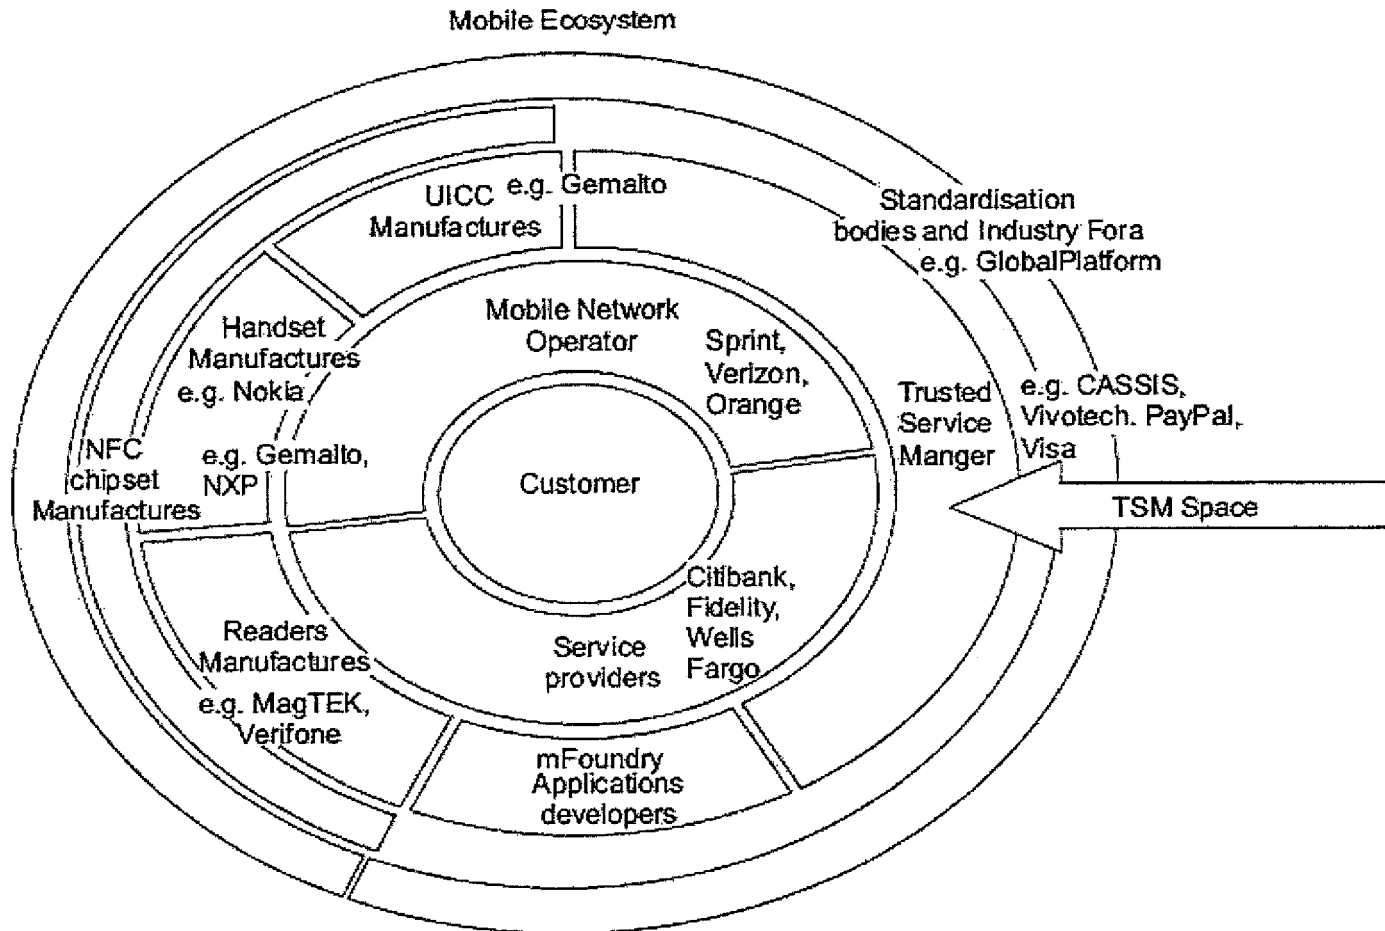 Mobile Ecosystem
UICC
Manufactures
e.g. Gemalto
Standardisation
bodies and Industry Fora
e.g. GlobalPlatform
Handset
Manufactures
e.g. Nokia
Mobile Network
Operator
Sprint,
Verizon,
Orange
Trusted
Service
Manger
e.g. CASSIS,
Vivotech. PayPal,
Visa
NFC
chipset
Manufactures
e.g. Gemalto,
NXP
Customer
TSM Space
Citibank,
Fidelity,
Wells
Fargo
Service
providers
Readers
Manufactures
e.g. MagTEK,
Verifone
mFoundry
Applications
developers